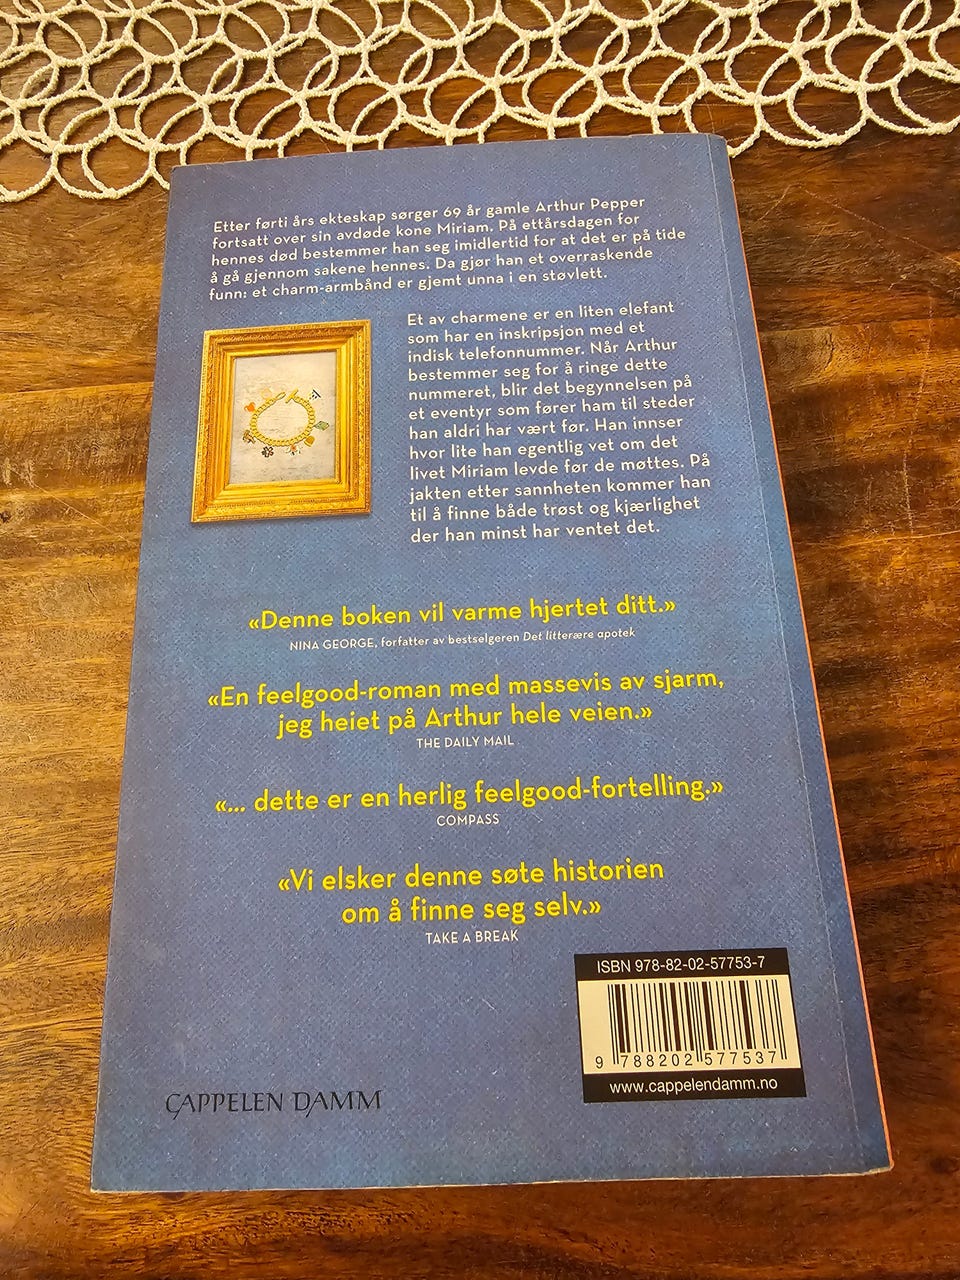 Etter førti års ekteskap sørger 69 år gamle Arthur Pepper
fortsatt over sin avdøde kone Miriam. På ettårsdagen for
hennes død bestemmer han seg imidlertid for at det er på tide
å gå gjennom sakene hennes. Da gjør han et overraskende
funn: et charm-armbånd er gjemt unna i en støvlett.
Et av charmene er en liten elefant
som har en inskripsjon med et
indisk telefonnummer. Når Arthur
bestemmer seg for å ringe dette
nummeret, blir det begynnelsen på
et eventyr som fører ham til steder
han aldri har vært før. Han innser
hvor lite han egentlig vet om det
livet Miriam levde før de møttes. På
jakten etter sannheten kommer han
til å finne både trøst og kjærlighet
der han minst har ventet det.
«Denne boken vil varme hjertet ditt.»
NINA GEORGE, forfatter av bestselgeren Det litterære apotek
«En feelgood-roman med massevis av sjarm,
jeg heiet på Arthur hele veien.»
THE DAILY MAIL
«... dette er en herlig feelgood-fortelling.»
COMPASS
«Vi elsker denne søte historien
om å finne seg selv.»
TAKE A BREAK
ISBN 978-82-02-57753-7
9 788202 577537
www.cappelendamm.no
CAPPELEN DAMM